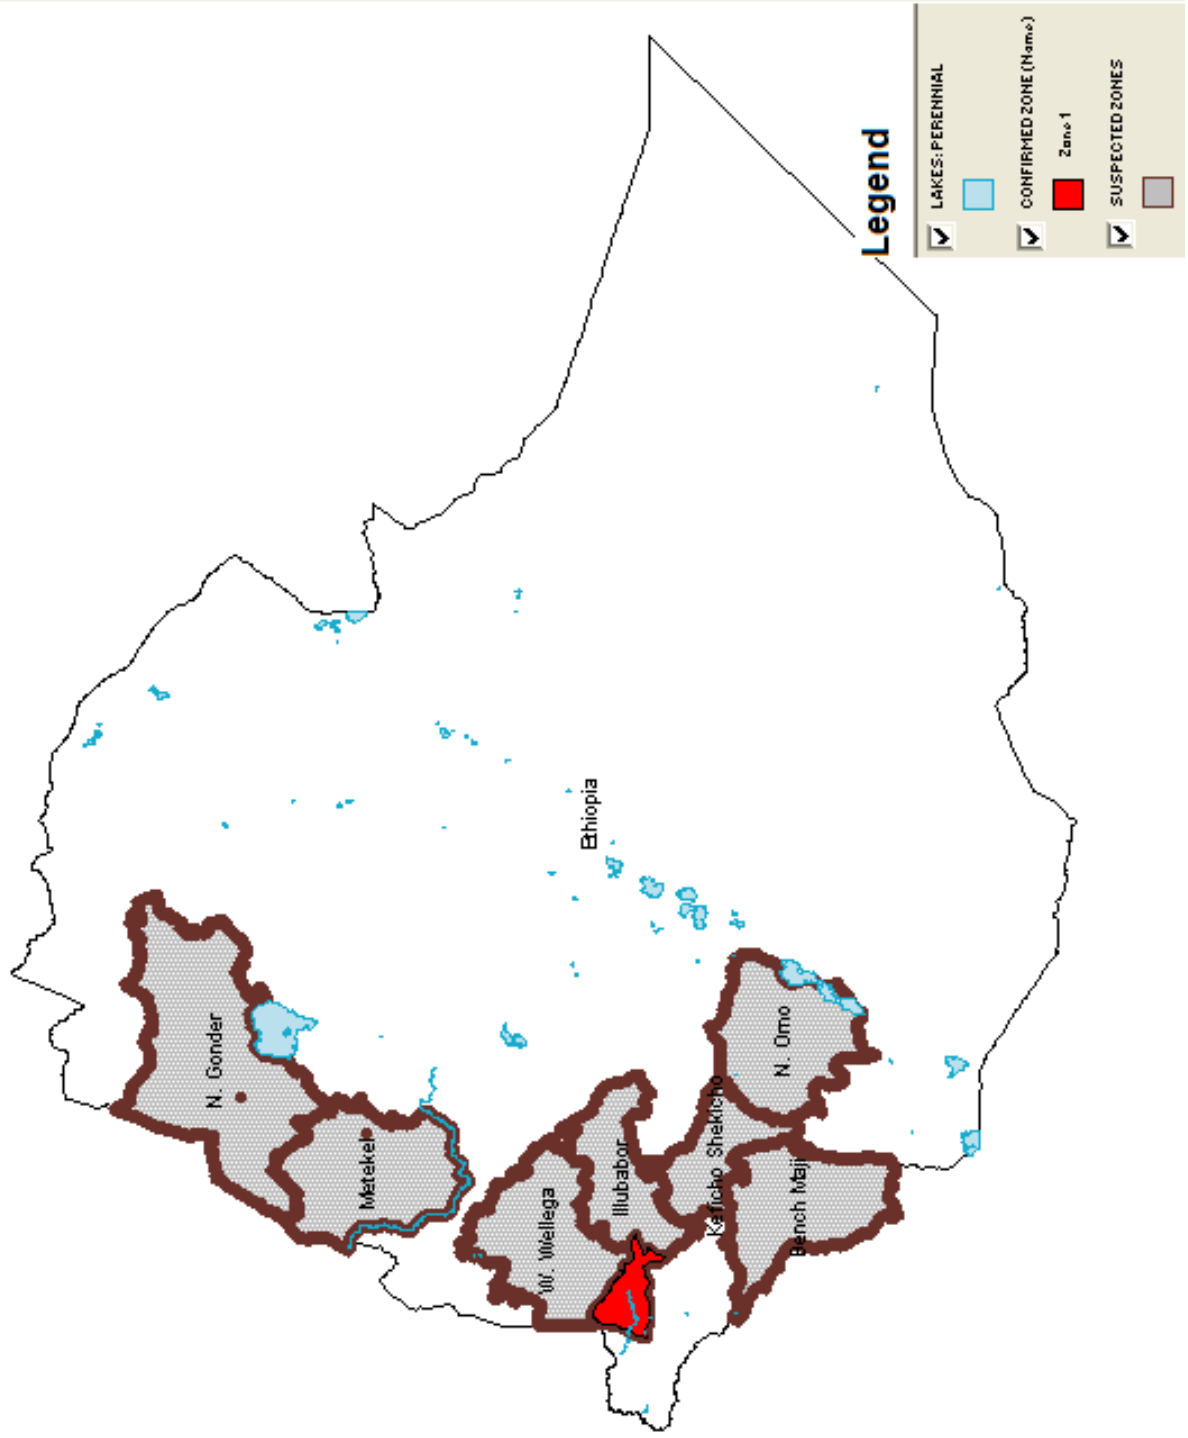 N. Gonder
Metekel
W. Wellega
Illubabor
Keficho Shekicho
Bench Maji
N. Omo
Ethiopia
Legend
LAKES: PERENNIAL
CONFIRMED ZONE (Name)
Zone 1
SUSPECTED ZONES